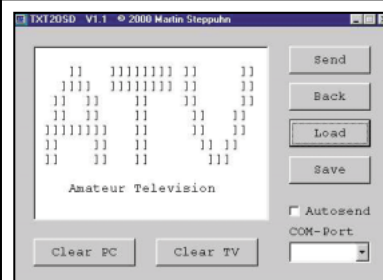 TXT2OSD V1.1 © 2000 Martin Steppuhn
]] ]]]]]]]] ]] ]]
]]]] ]]]]]]]] ]] ]]
]] ]] ]] ]] ]]
]] ]] ]] ]] ]]
]]]]]]]] ]] ]] ]]
]] ]] ]] ]] ]]
]] ]] ]] ]]]
Amateur Television
Send
Back
Load
Save
Autosend
COM-Port
Clear PC
Clear TV